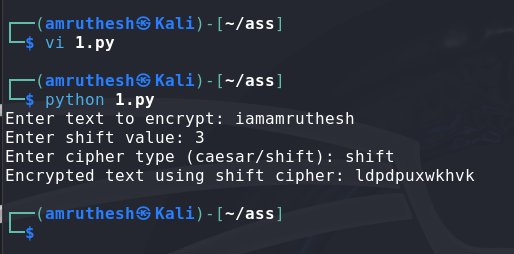 ┌──(amruthesh㉿Kali)-[~/ass]
└─$ vi 1.py
┌──(amruthesh㉿Kali)-[~/ass]
└─$ python 1.py
Enter text to encrypt: iamamruthesh
Enter shift value: 3
Enter cipher type (caesar/shift): shift
Encrypted text using shift cipher: ldpdpuxwkhvk
┌──(amruthesh㉿Kali)-[~/ass]
└─$